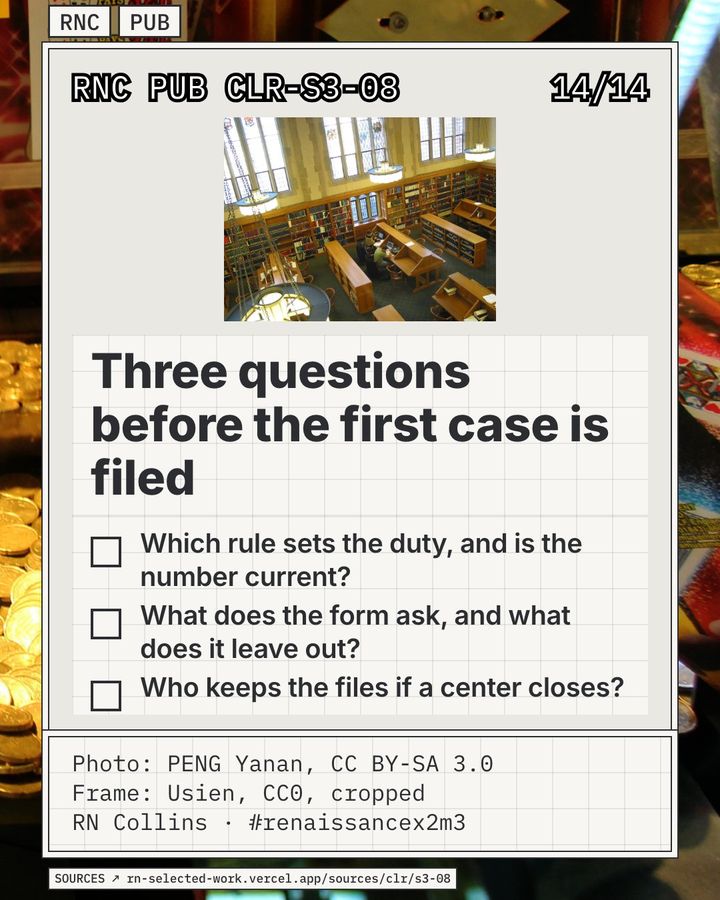 RNC PUB
RNC PUB CLR-S3-08 14/14
Three questions
before the first case is
filed
Which rule sets the duty, and is the
number current?
What does the form ask, and what
does it leave out?
Who keeps the files if a center closes?
Photo: PENG Yanan, CC BY-SA 3.0
Frame: Usien, CC0, cropped
RN Collins · #renaissancex2m3
SOURCES ↗ rn-selected-work.vercel.app/sources/clr/s3-08